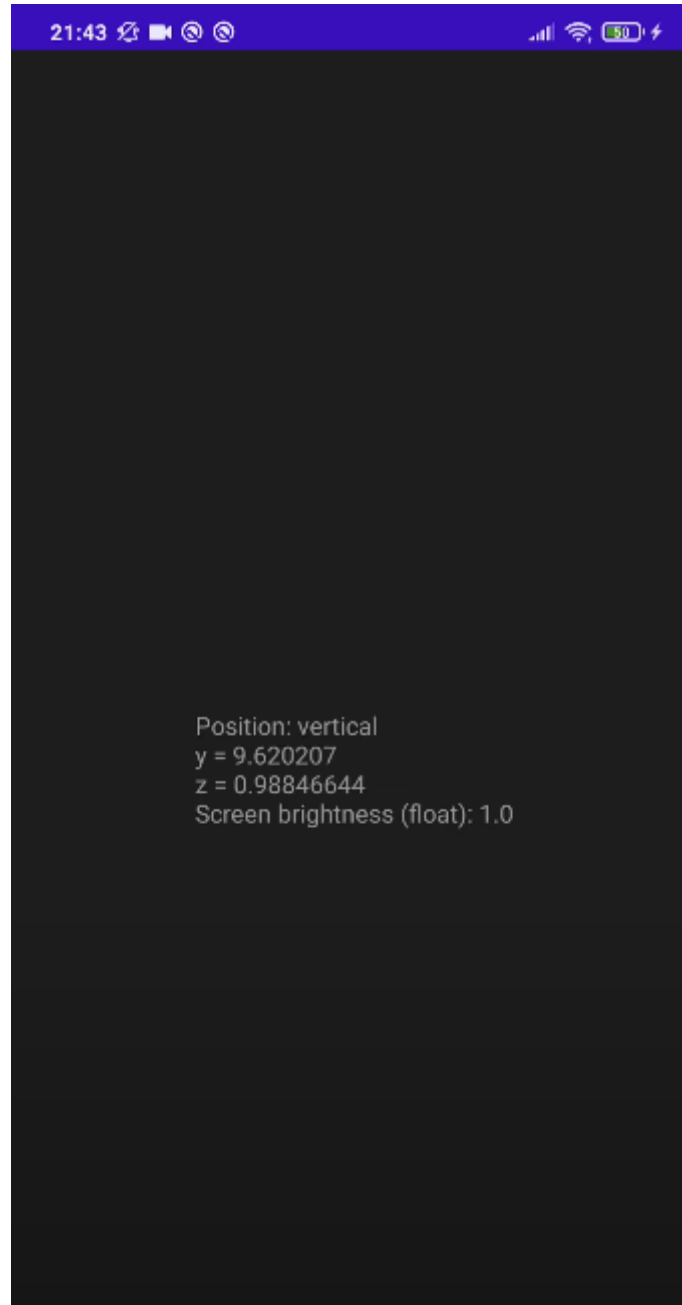 21:43
50
Position: vertical
y = 9.620207
z = 0.98846644
Screen brightness (float): 1.0